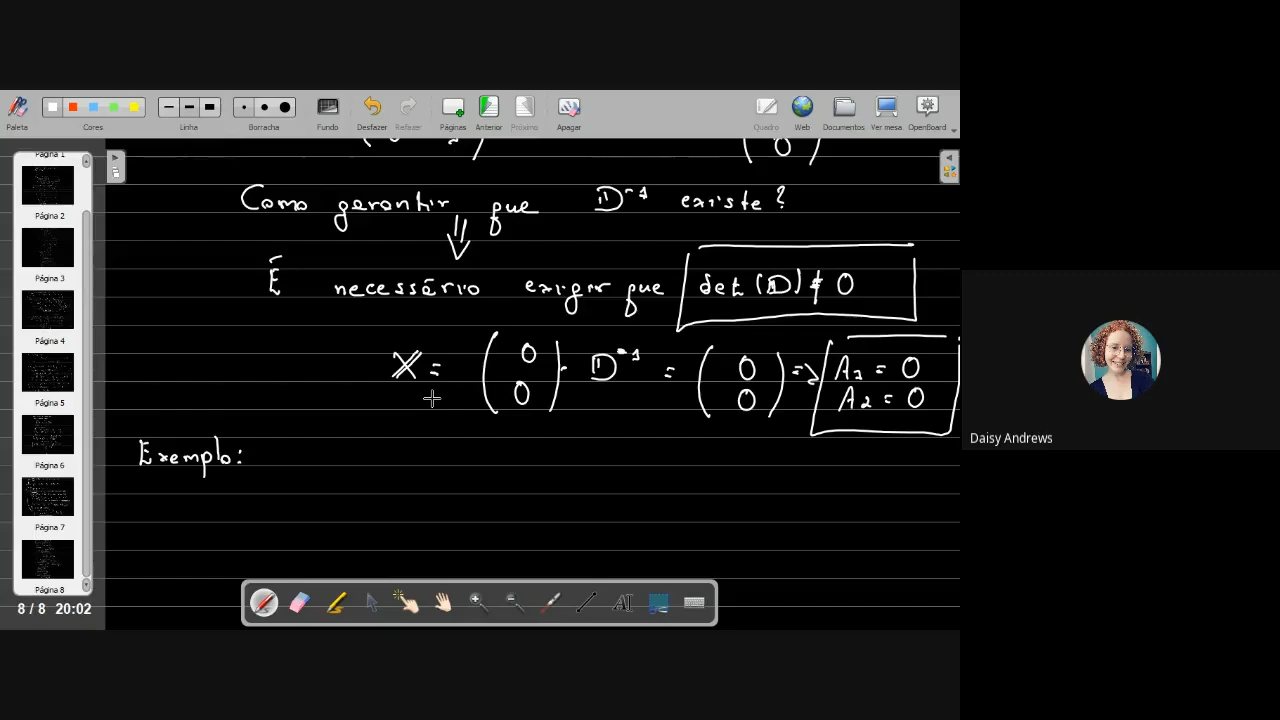 Paleta
Cores
Linha
Borracha
Fundo
Desfazer
Refazer
Páginas
Anterior
Próximo
Apagar
Quadro
Web
Documentos
Ver mesa
OpenBoard
Página 1
Página 2
Página 3
Página 4
Página 5
Página 6
Página 7
Página 8
8 / 8 20:02
0
Como garantir que D⁻¹ existe?
⇓
É necessário exigir que det(D) ≠ 0
X = (0 0) · D⁻¹ = (0 0) => A₁ = 0
A₂ = 0
Exemplo:
Daisy Andrews